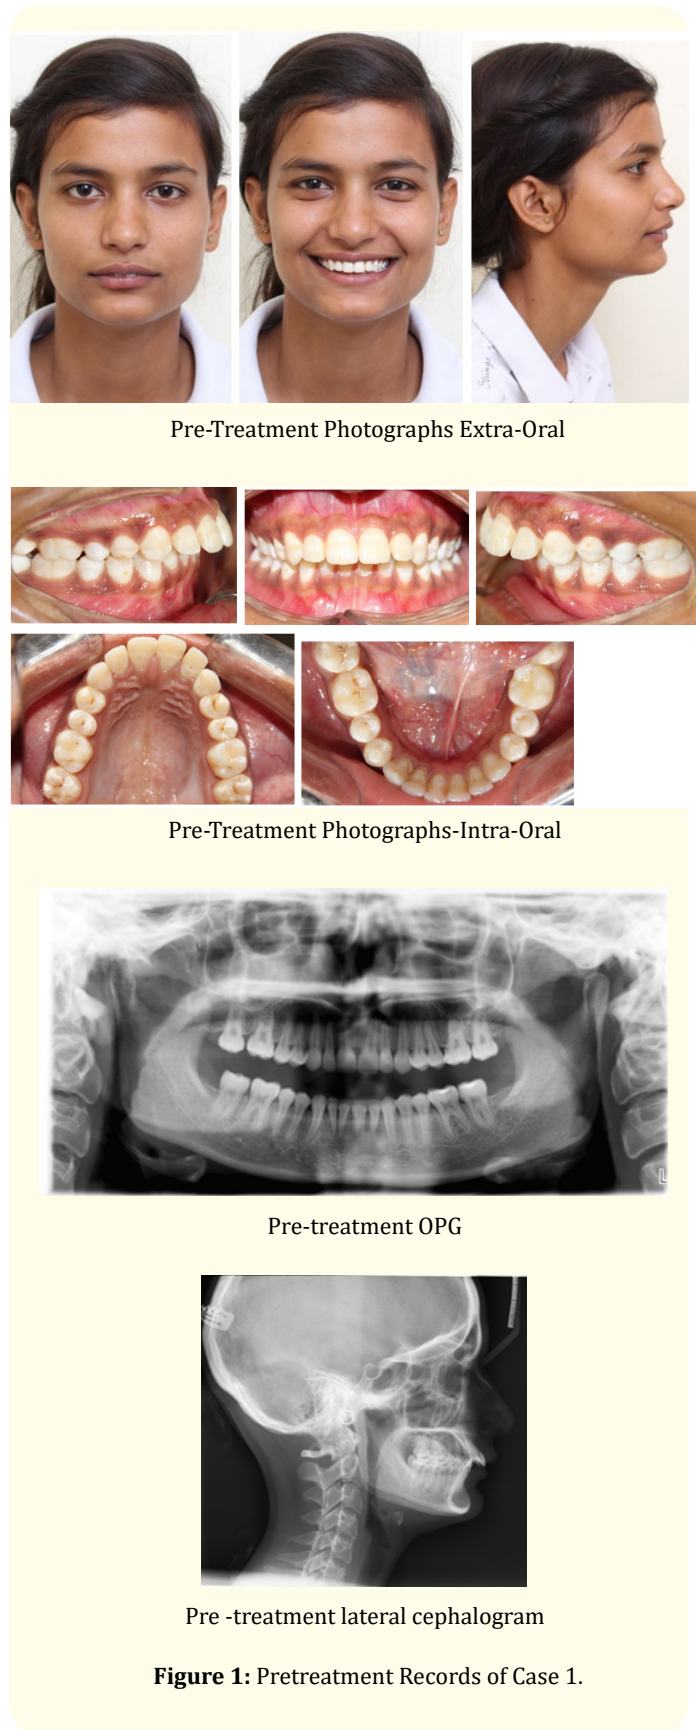 Pre-Treatment Photographs Extra-Oral
Pre-Treatment Photographs-Intra-Oral
L
Pre-treatment OPG
Pre -treatment lateral cephalogram
Figure 1: Pretreatment Records of Case 1.